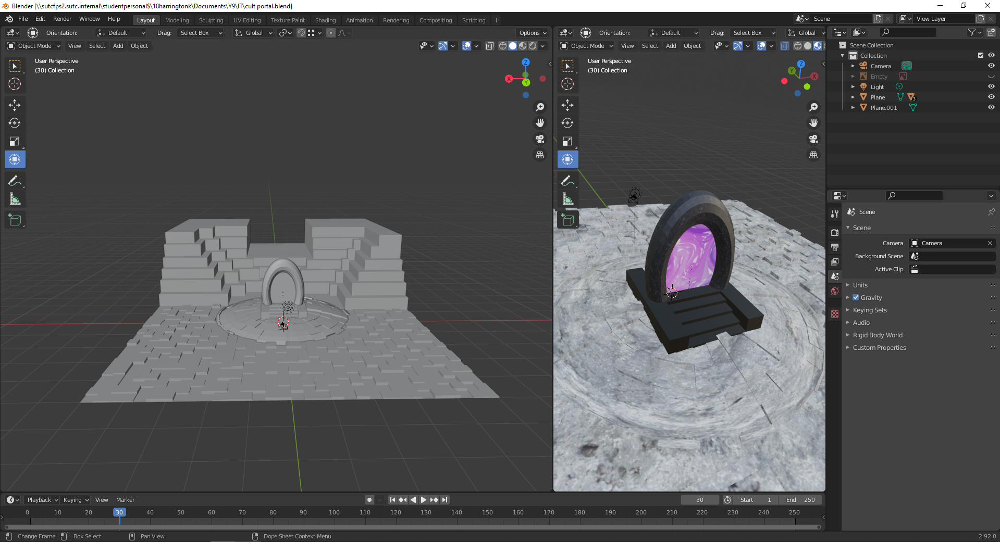 Blender [\\sutcfps2.sutc.internal\studentpersonal$\18harringtonk\Documents\Y9\IT\cult portal.blend]
File Edit Render Window Help Layout Modeling Sculpting UV Editing Texture Paint Shading Animation Rendering Compositing Scripting + Scene View Layer
Orientation: Default Drag: Select Box Global Options
Object Mode View Select Add Object
User Perspective
(30) Collection
Z
X
Y
Orientation: Default Drag: Select Box Global
Object Mode View Select Add Object
User Perspective
(30) Collection
Z
Y
X
Scene Collection
Collection
Camera
Empty
Light
Plane 3
Plane.001
Scene
Scene
Camera Camera
Background Scene
Active Clip
Units
Gravity
Keying Sets
Audio
Rigid Body World
Custom Properties
Playback Keying View Marker 30 Start 1 End 250
0 10 20 30 40 50 60 70 80 90 100 110 120 130 140 150 160 170 180 190 200 210 220 230 240 250
Change Frame Box Select Pan View Dope Sheet Context Menu 2.92.0